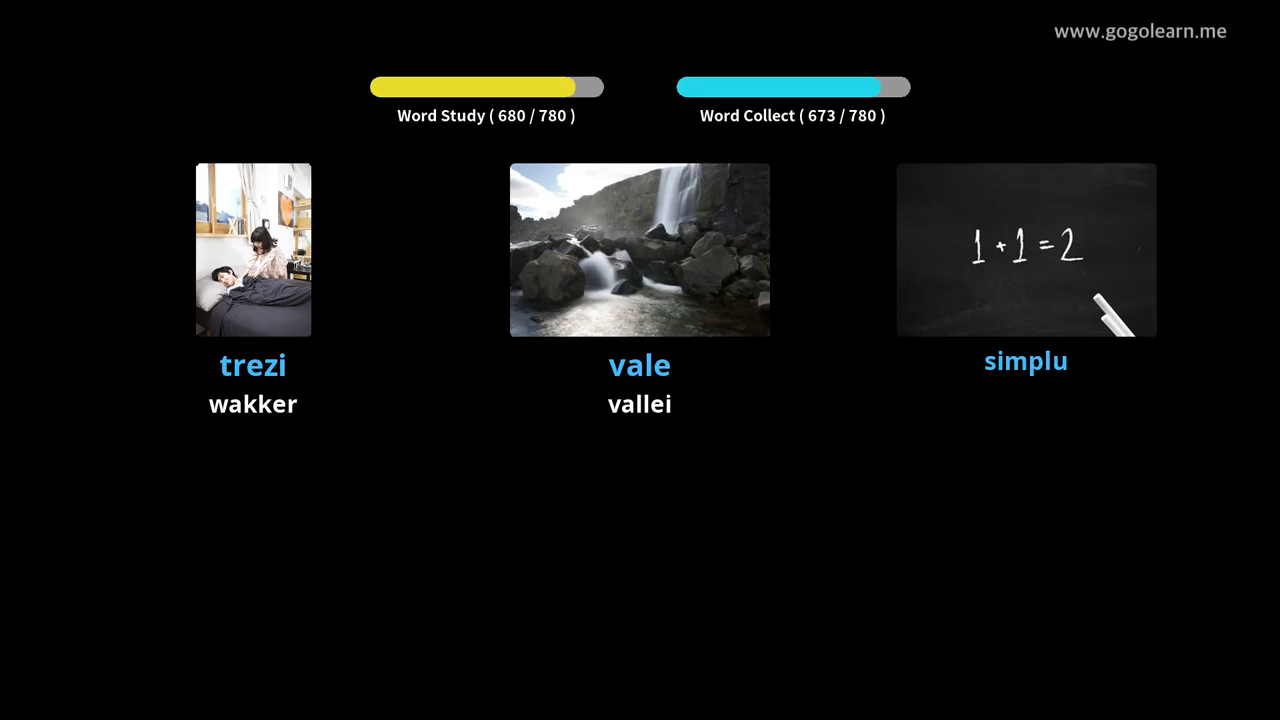 www.gogolearn.me
Word Study ( 680 / 780 )
Word Collect ( 673 / 780 )
1 + 1 = 2
trezi
vale
simplu
wakker
vallei